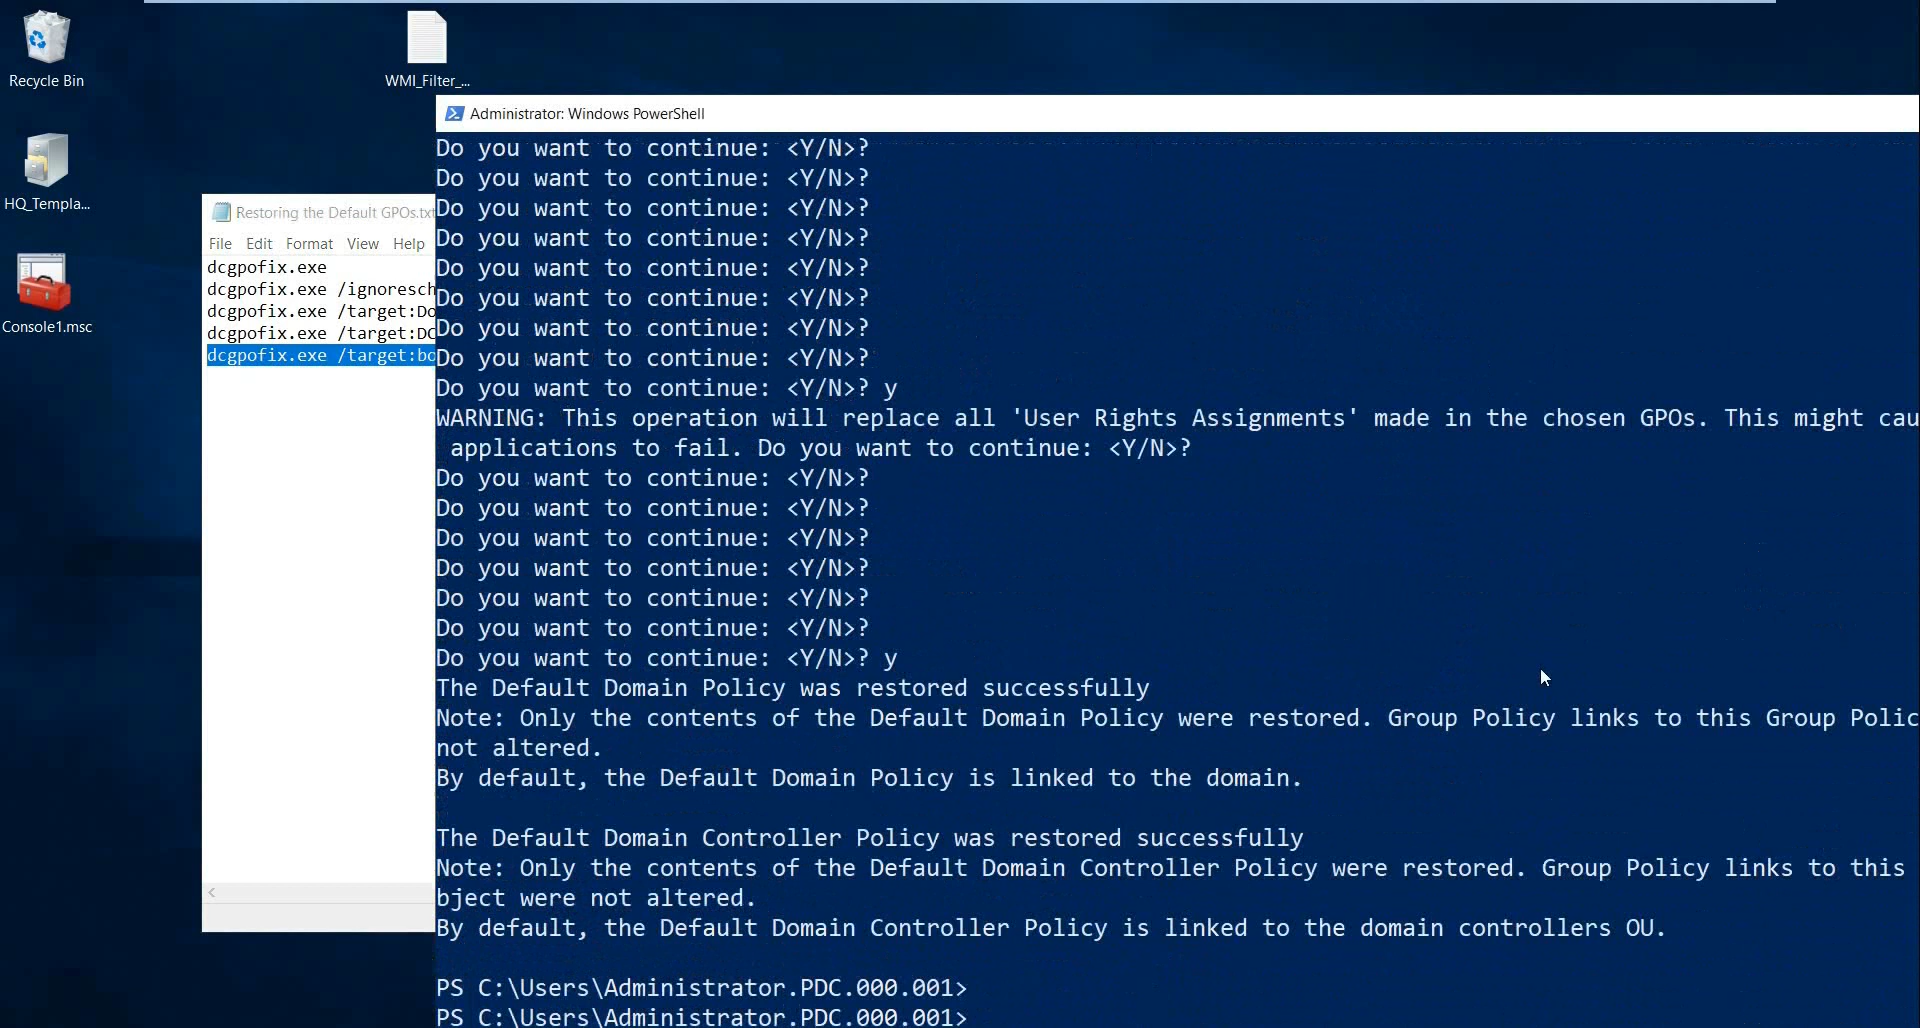 Recycle Bin
WMI_Filter_...
HQ_Templa...
Console1.msc
Restoring the Default GPOs.txt
File Edit Format View Help
dcgpofix.exe
dcgpofix.exe /ignoresch
dcgpofix.exe /target:Do
dcgpofix.exe /target:DC
dcgpofix.exe /target:bo
Administrator: Windows PowerShell
Do you want to continue: <Y/N>?
Do you want to continue: <Y/N>?
Do you want to continue: <Y/N>?
Do you want to continue: <Y/N>?
Do you want to continue: <Y/N>?
Do you want to continue: <Y/N>?
Do you want to continue: <Y/N>?
Do you want to continue: <Y/N>?
Do you want to continue: <Y/N>? y
WARNING: This operation will replace all 'User Rights Assignments' made in the chosen GPOs. This might cau
applications to fail. Do you want to continue: <Y/N>?
Do you want to continue: <Y/N>?
Do you want to continue: <Y/N>?
Do you want to continue: <Y/N>?
Do you want to continue: <Y/N>?
Do you want to continue: <Y/N>?
Do you want to continue: <Y/N>?
Do you want to continue: <Y/N>? y
The Default Domain Policy was restored successfully
Note: Only the contents of the Default Domain Policy were restored. Group Policy links to this Group Polic
not altered.
By default, the Default Domain Policy is linked to the domain.
The Default Domain Controller Policy was restored successfully
Note: Only the contents of the Default Domain Controller Policy were restored. Group Policy links to this
bject were not altered.
By default, the Default Domain Controller Policy is linked to the domain controllers OU.
PS C:\Users\Administrator.PDC.000.001>
PS C:\Users\Administrator.PDC.000.001>